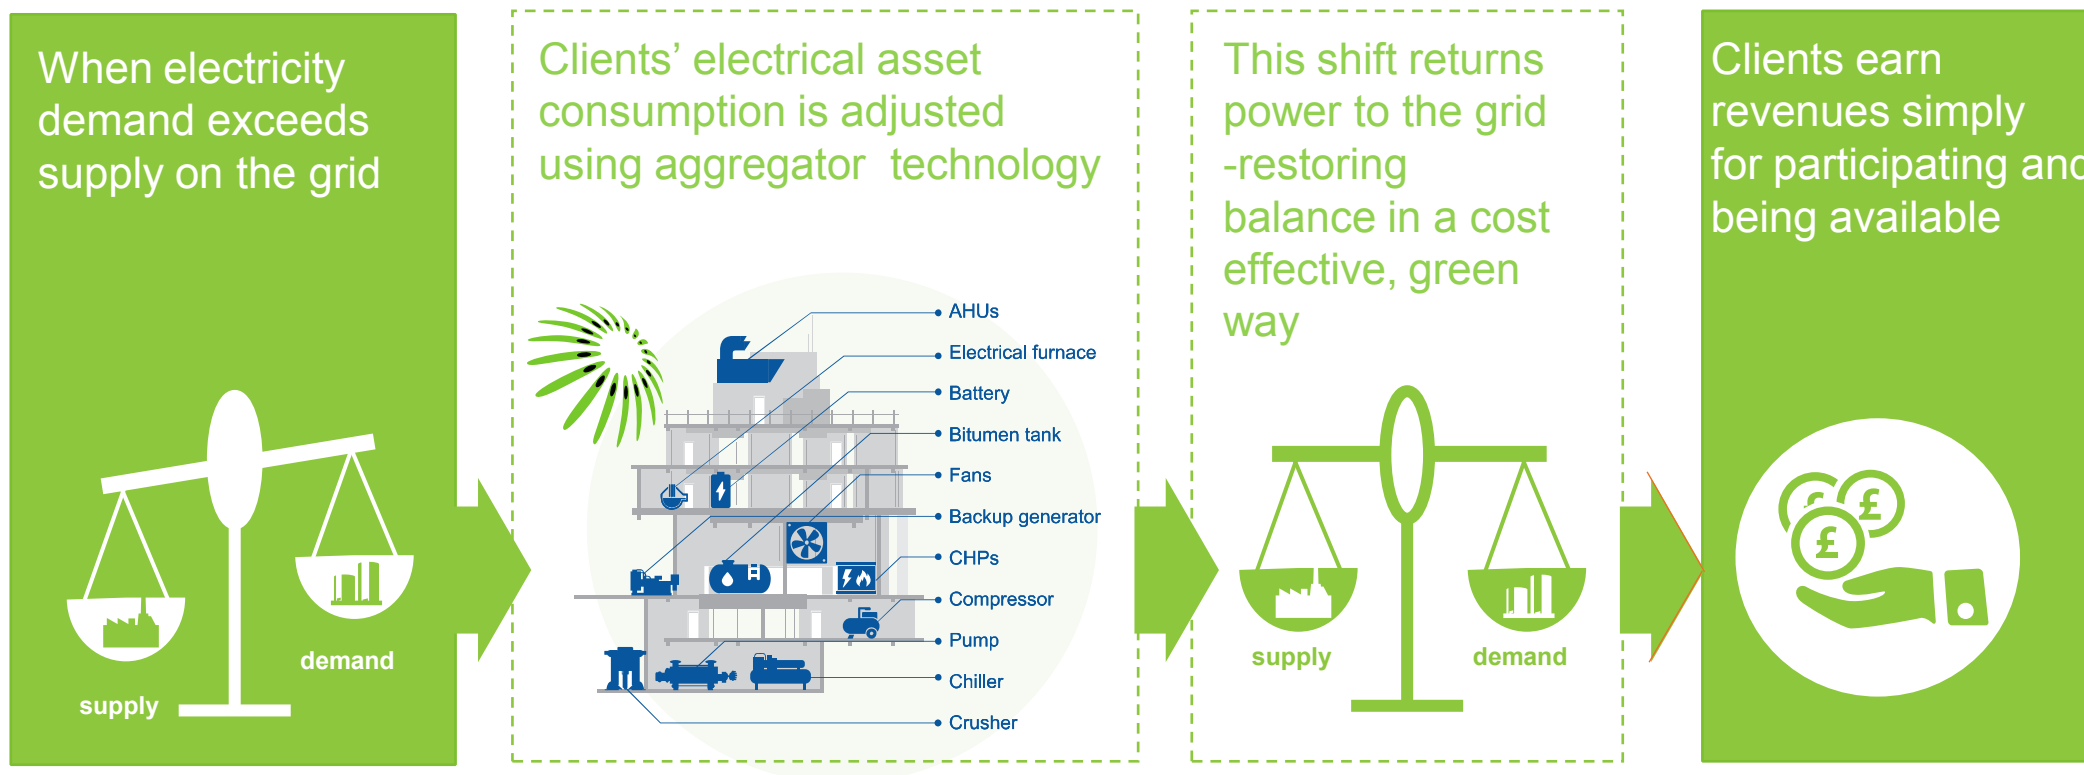 When electricity
demand exceeds
supply on the grid
demand
supply
Clients’ electrical asset
consumption is adjusted
using aggregator  technology
AHUs
Electrical furnace
Battery
Bitumen tank
Fans
Backup generator
CHPs
Compressor
Pump
Chiller
Crusher
This shift returns
power to the grid
-restoring
balance in a cost
effective, green
way
supply
demand
Clients earn
revenues simply
for participating and
being available
£
£
£